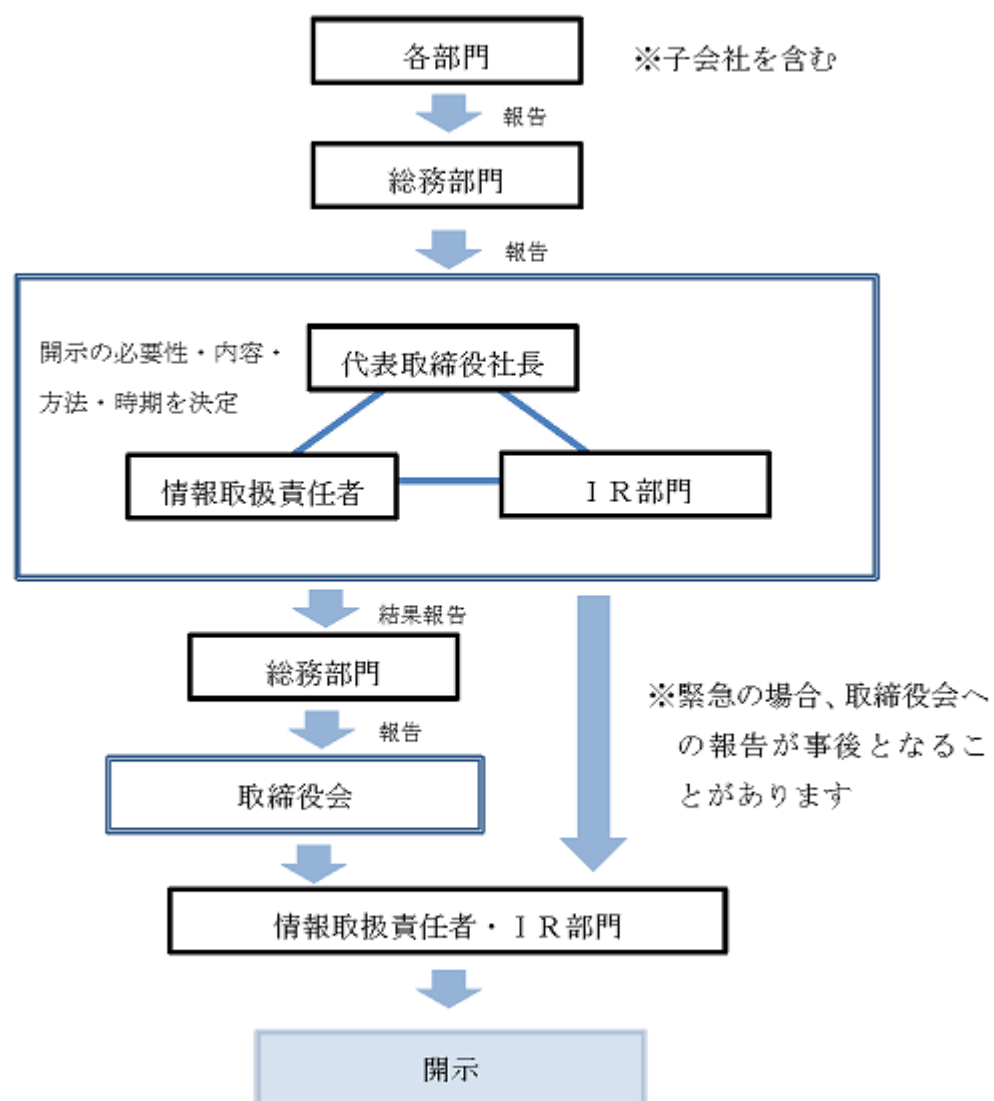 各部門
※子会社を含む
報告
総務部門
報告
開示の必要性・内容・
方法・時期を決定
代表取締役社長
情報取扱責任者
ＩＲ部門
結果報告
総務部門
※緊急の場合、取締役会へ
の報告が事後となるこ
とがあります
報告
取締役会
情報取扱責任者・ＩＲ部門
開示